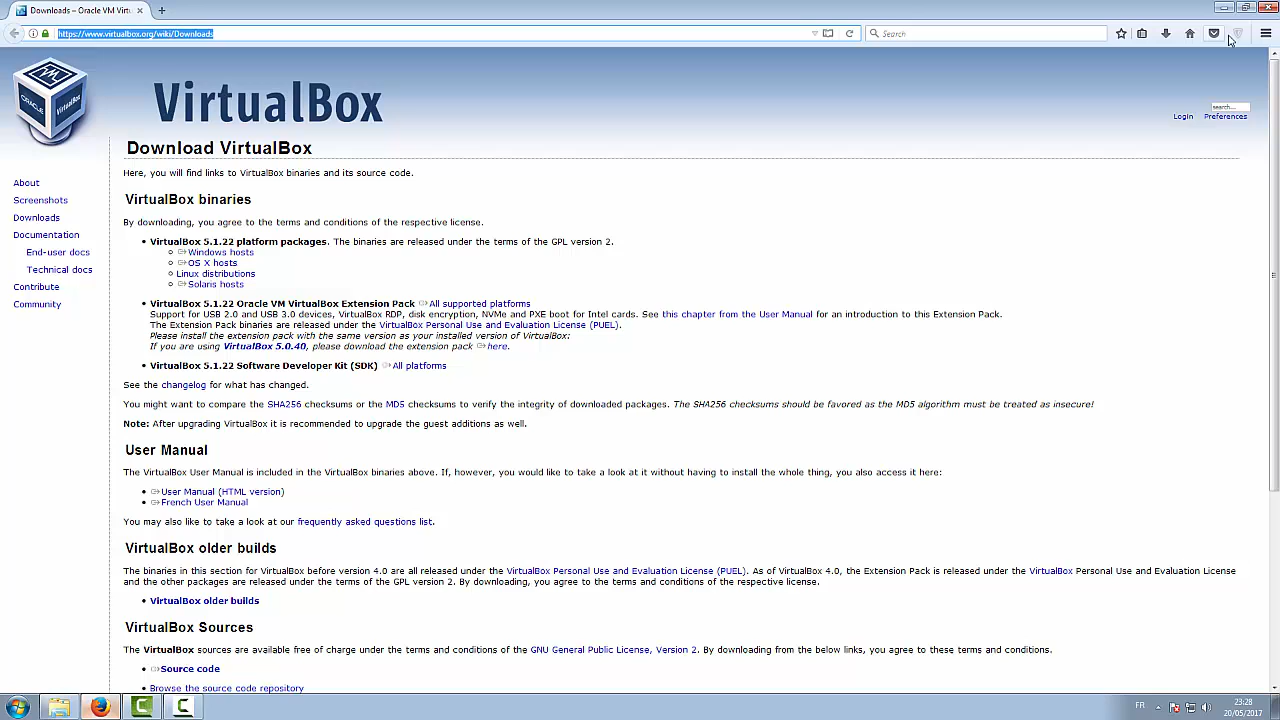 Downloads – Oracle VM Virtu
https://www.virtualbox.org/wiki/Downloads
Search
ORACLE
VM
VirtualBox
VirtualBox
search...
Login Preferences
Download VirtualBox
Here, you will find links to VirtualBox binaries and its source code.
About
Screenshots
Downloads
Documentation
End-user docs
Technical docs
Contribute
Community
VirtualBox binaries
By downloading, you agree to the terms and conditions of the respective license.
VirtualBox 5.1.22 platform packages. The binaries are released under the terms of the GPL version 2.
Windows hosts
OS X hosts
Linux distributions
Solaris hosts
VirtualBox 5.1.22 Oracle VM VirtualBox Extension Pack All supported platforms
Support for USB 2.0 and USB 3.0 devices, VirtualBox RDP, disk encryption, NVMe and PXE boot for Intel cards. See this chapter from the User Manual for an introduction to this Extension Pack.
The Extension Pack binaries are released under the VirtualBox Personal Use and Evaluation License (PUEL).
Please install the extension pack with the same version as your installed version of VirtualBox:
If you are using VirtualBox 5.0.40, please download the extension pack here.
VirtualBox 5.1.22 Software Developer Kit (SDK) All platforms
See the changelog for what has changed.
You might want to compare the SHA256 checksums or the MD5 checksums to verify the integrity of downloaded packages. The SHA256 checksums should be favored as the MD5 algorithm must be treated as insecure!
Note: After upgrading VirtualBox it is recommended to upgrade the guest additions as well.
User Manual
The VirtualBox User Manual is included in the VirtualBox binaries above. If, however, you would like to take a look at it without having to install the whole thing, you also access it here:
User Manual (HTML version)
French User Manual
You may also like to take a look at our frequently asked questions list.
VirtualBox older builds
The binaries in this section for VirtualBox before version 4.0 are all released under the VirtualBox Personal Use and Evaluation License (PUEL). As of VirtualBox 4.0, the Extension Pack is released under the VirtualBox Personal Use and Evaluation License
and the other packages are released under the terms of the GPL version 2. By downloading, you agree to the terms and conditions of the respective license.
VirtualBox older builds
VirtualBox Sources
The VirtualBox sources are available free of charge under the terms and conditions of the GNU General Public License, Version 2. By downloading from the below links, you agree to these terms and conditions.
Source code
Browse the source code repository
FR
23:28
20/05/2017